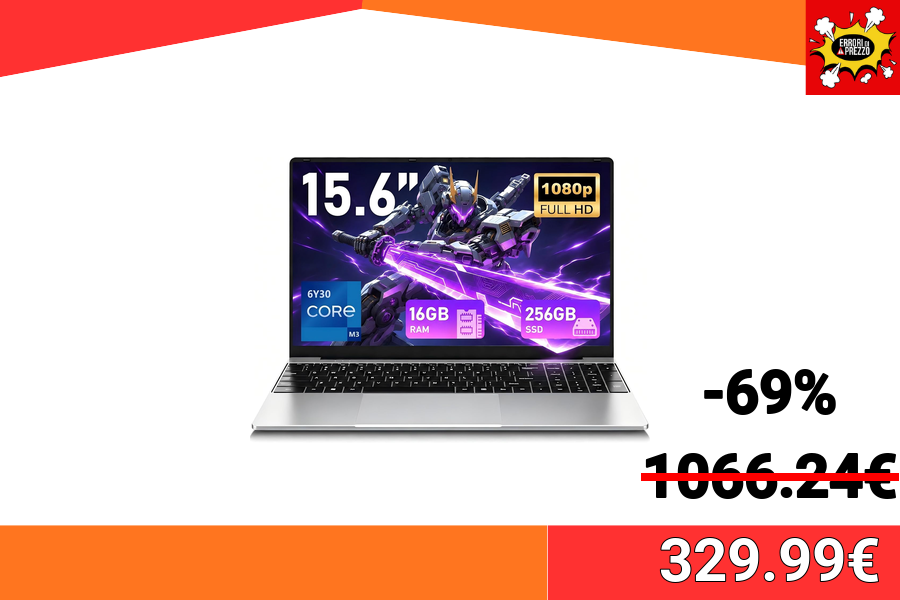 ERRORI DI
PREZZO
15.6”
1080p
FULL HD
6Y30
CORE
M3
16GB
RAM
256GB
SSD
-69%
1066.24€
329.99€